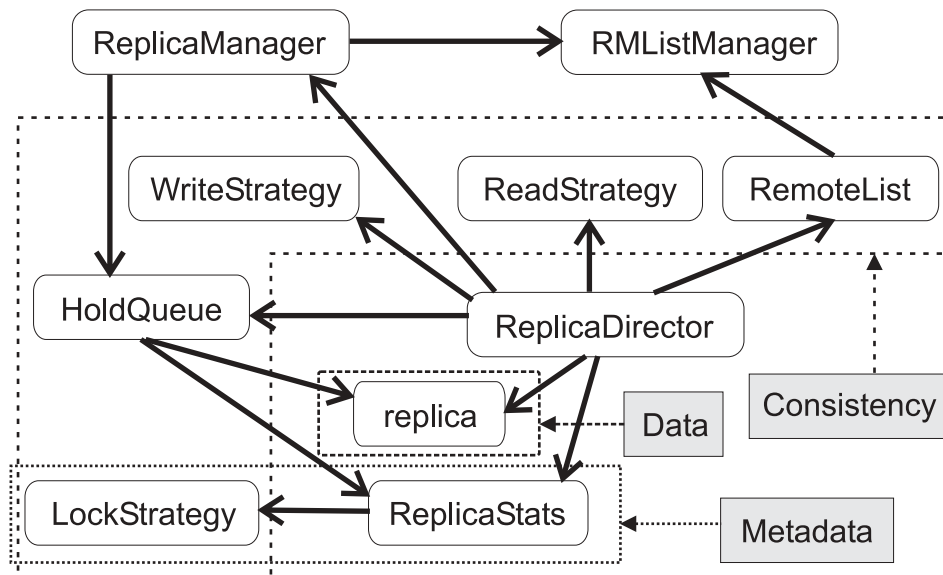 ReplicaManager
RMListManager
WriteStrategy
ReadStrategy
RemoteList
HoldQueue
ReplicaDirector
replica
Data
Consistency
LockStrategy
ReplicaStats
Metadata